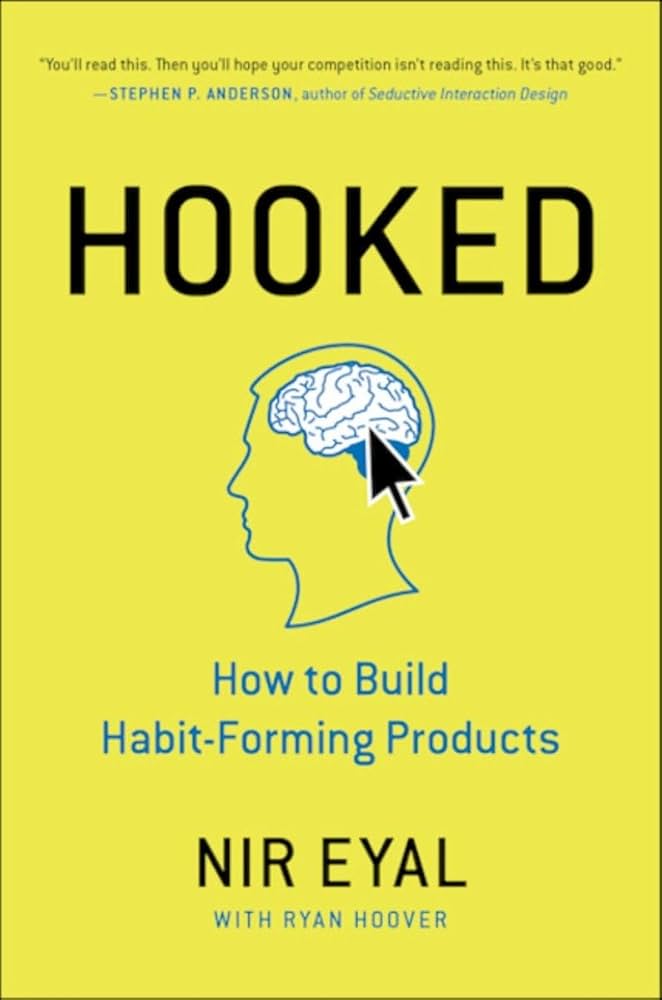 “You'll read this. Then you'll hope your competition isn't reading this. It's that good.”
—STEPHEN P. ANDERSON, author of Seductive Interaction Design
HOOKED
How to Build
Habit-Forming Products
NIR EYAL
WITH RYAN HOOVER